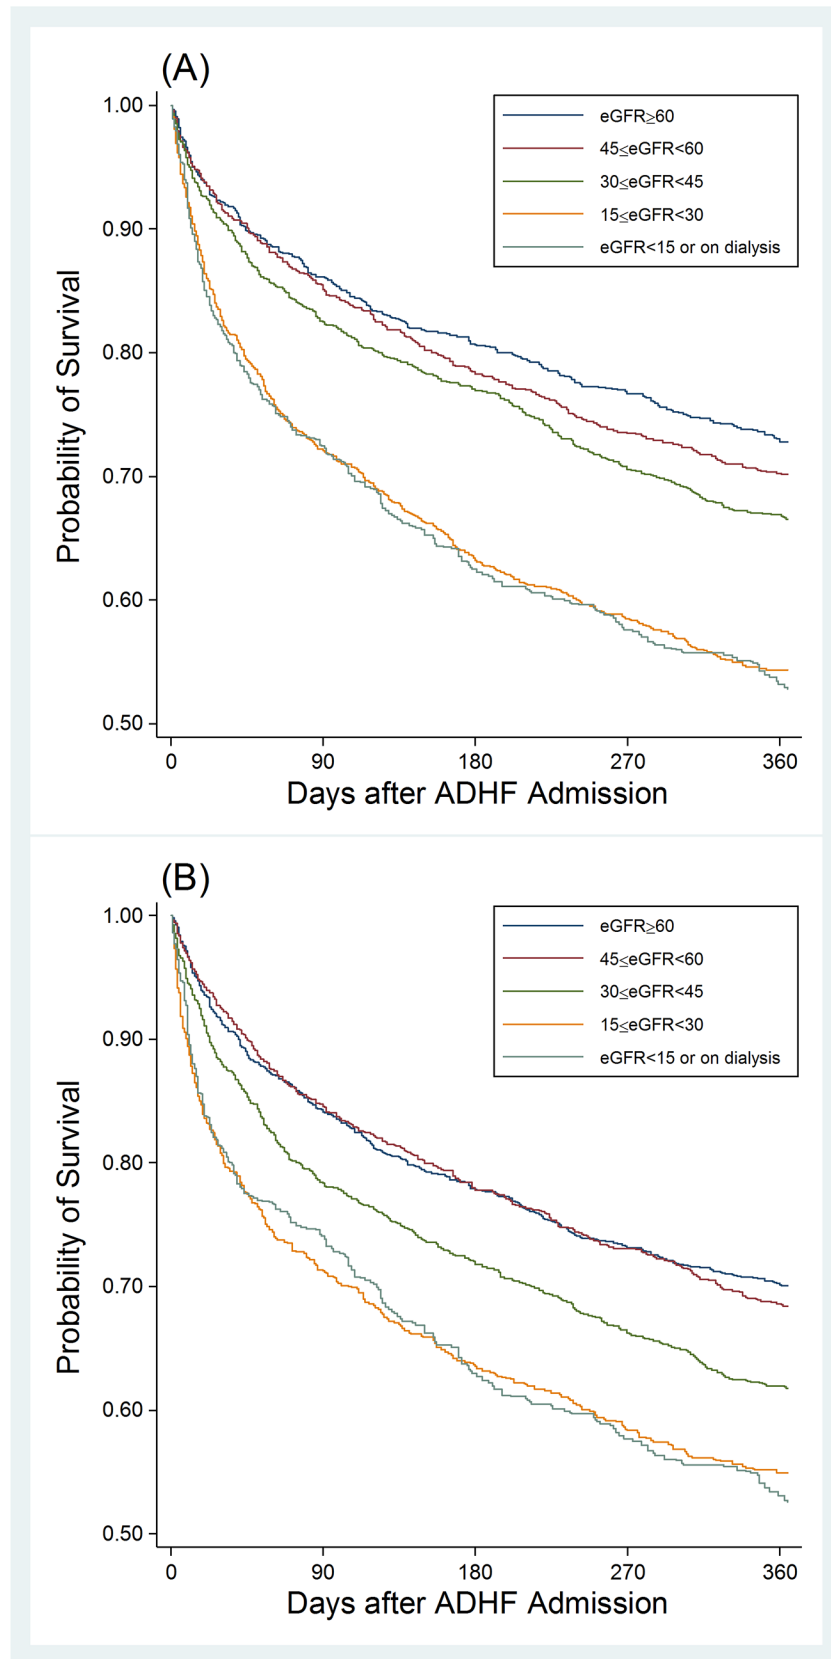 (A)
1.00
0.90
0.80
0.70
0.60
0.50
Probability of Survival
eGFR≥60
45≤eGFR<60
30≤eGFR<45
15≤eGFR<30
eGFR<15 or on dialysis
0 90 180 270 360
Days after ADHF Admission
(B)
1.00
0.90
0.80
0.70
0.60
0.50
Probability of Survival
eGFR≥60
45≤eGFR<60
30≤eGFR<45
15≤eGFR<30
eGFR<15 or on dialysis
0 90 180 270 360
Days after ADHF Admission